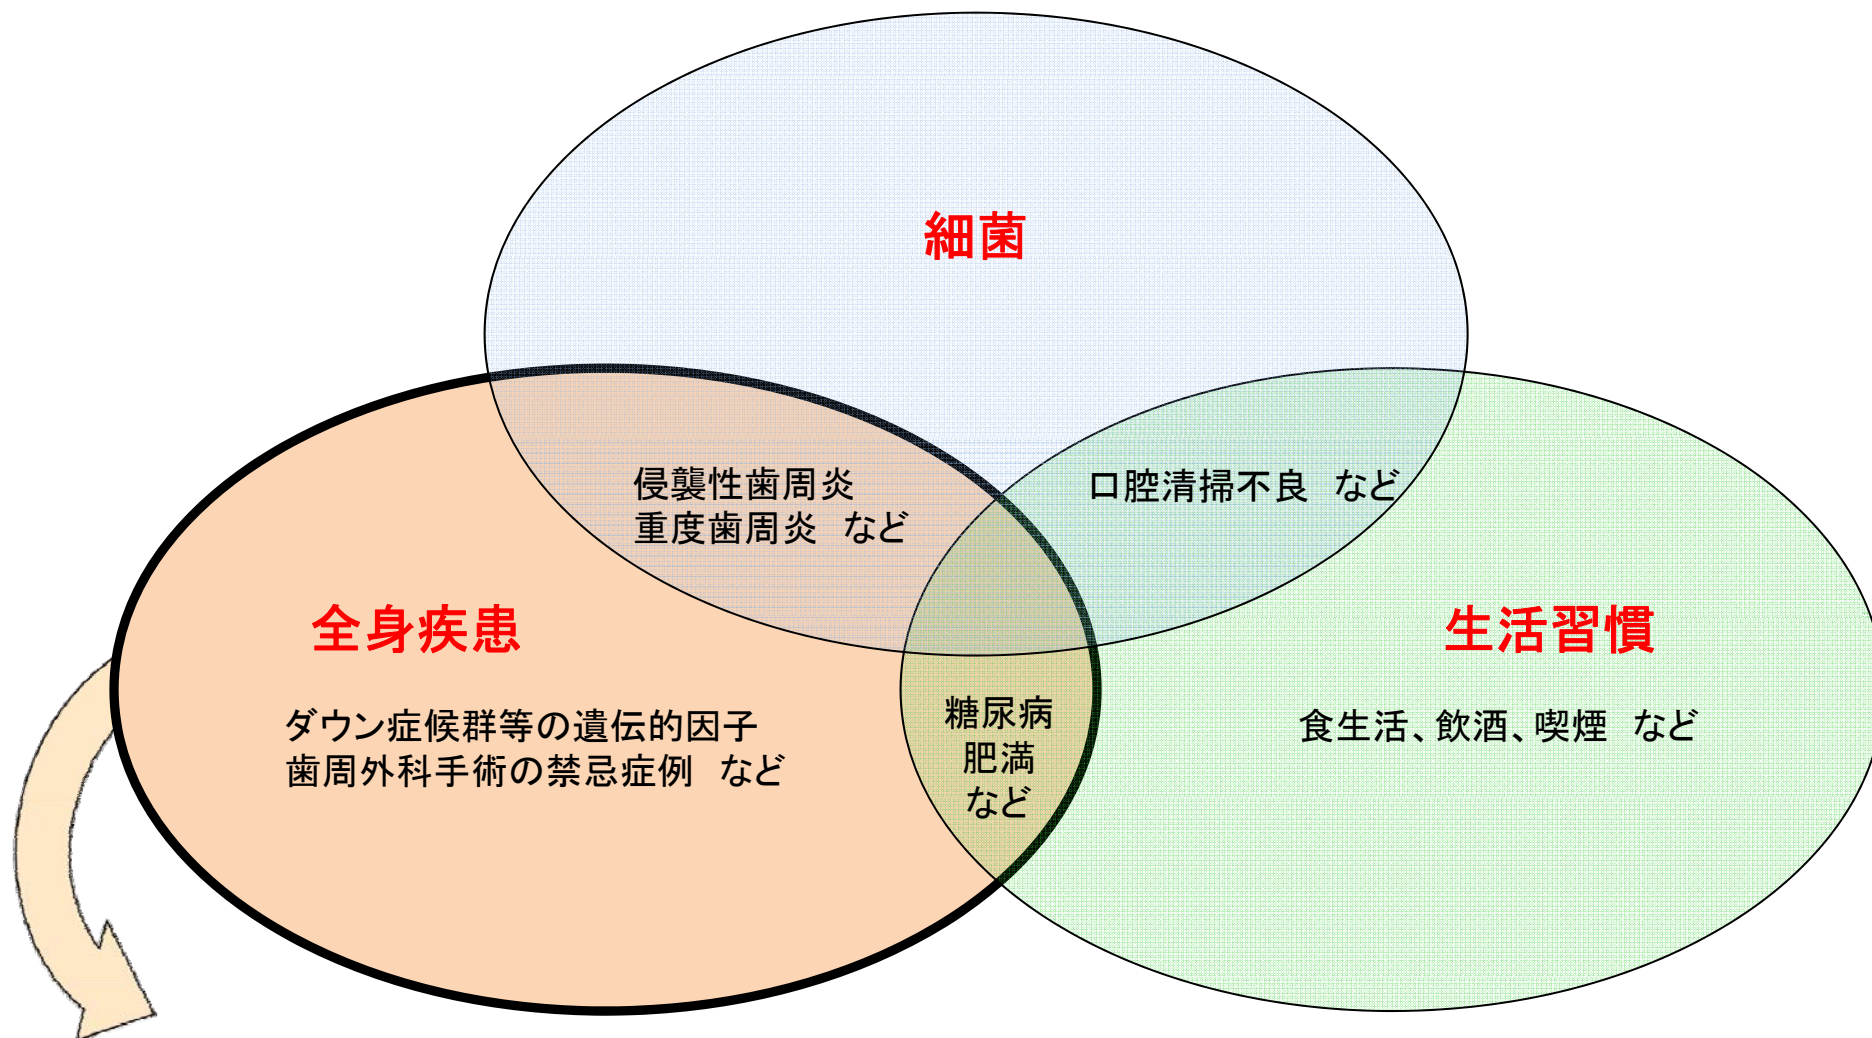 細菌
侵襲性歯周炎
重度歯周炎　など
口腔清掃不良　など
全身疾患
ダウン症候群等の遺伝的因子
歯周外科手術の禁忌症例　など
糖尿病
肥満
など
生活習慣
食生活、飲酒、喫煙　など